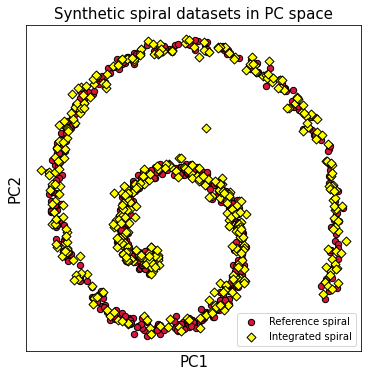 Synthetic spiral datasets in PC space
PC2
Reference spiral
Integrated spiral
PC1